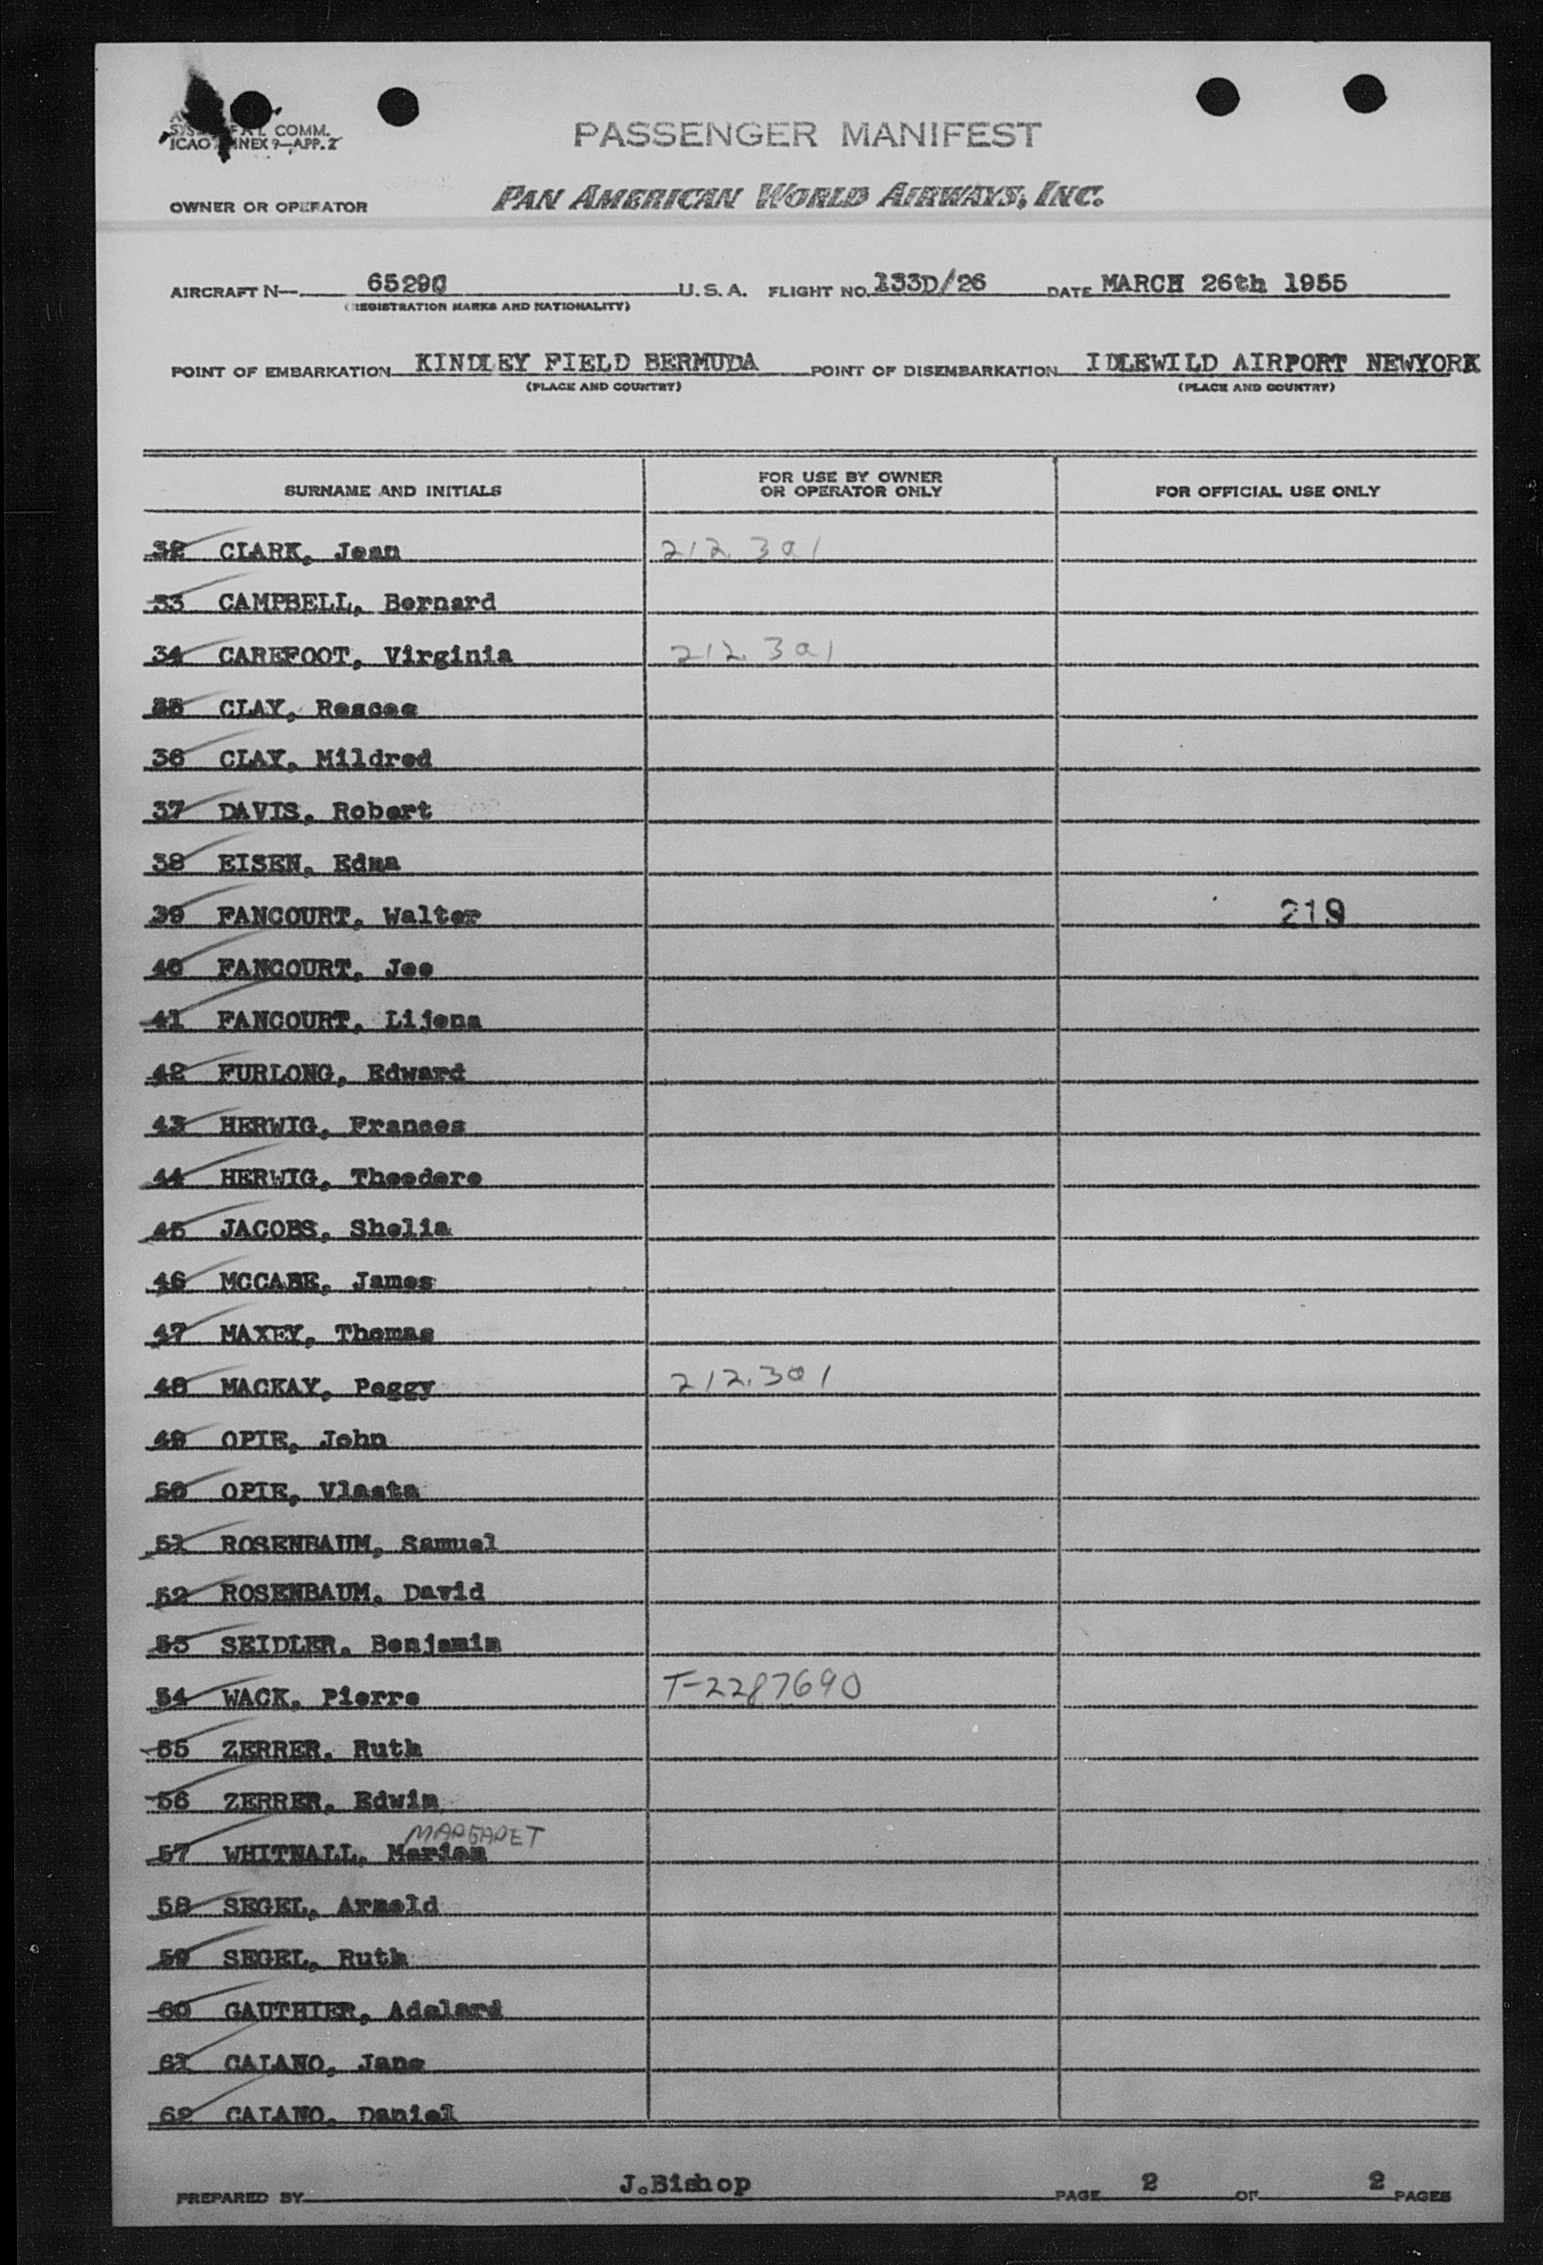 COMM.
ICAO ANNEX 9—APP. 2
PASSENGER MANIFEST
OWNER OR OPERATOR PAN AMERICAN WORLD AIRWAYS, INC.
AIRCRAFT N— 65290 U.S.A. FLIGHT NO. 133D/26 DATE MARCH 26th 1955
(REGISTRATION MARKS AND NATIONALITY)
POINT OF EMBARKATION KINDLEY FIELD BERMUDA POINT OF DISEMBARKATION IDLEWILD AIRPORT NEWYORK
(PLACE AND COUNTRY) (PLACE AND COUNTRY)
SURNAME AND INITIALS FOR USE BY OWNER OR OPERATOR ONLY FOR OFFICIAL USE ONLY
32 CLARK, Jean 212.3a1
33 CAMPBELL, Bernard
34 CAREFOOT, Virginia 212.3a1
35 CLAY, Roscoe
36 CLAY, Mildred
37 DAVIS, Robert
38 EISEN, Edna
39 FANCOURT, Walter 219
40 FANCOURT, Joe
41 FANCOURT, Lijena
42 FURLONG, Edward
43 HERWIG, Frances
44 HERWIG, Theodore
45 JACOBS, Shelia
46 MCCABE, James
47 MAXEY, Thomas
48 MACKAY, Peggy 212.3a1
49 OPIE, John
50 OPIE, Vlasta
51 ROSENBAUM, Samuel
52 ROSENBAUM, David
53 SEIDLER, Benjamin
54 WACK, Pierre T-2287690
55 ZERRER, Ruth
56 ZERRER, Edwin
MARGARET
57 WHITNALL, Marion
58 SEGEL, Arnold
59 SEGEL, Ruth
60 GAUTHIER, Adelard
61 CAIANO, Jane
62 CAIANO, Daniel
PREPARED BY J.Bishop PAGE 2 OF 2 PAGES